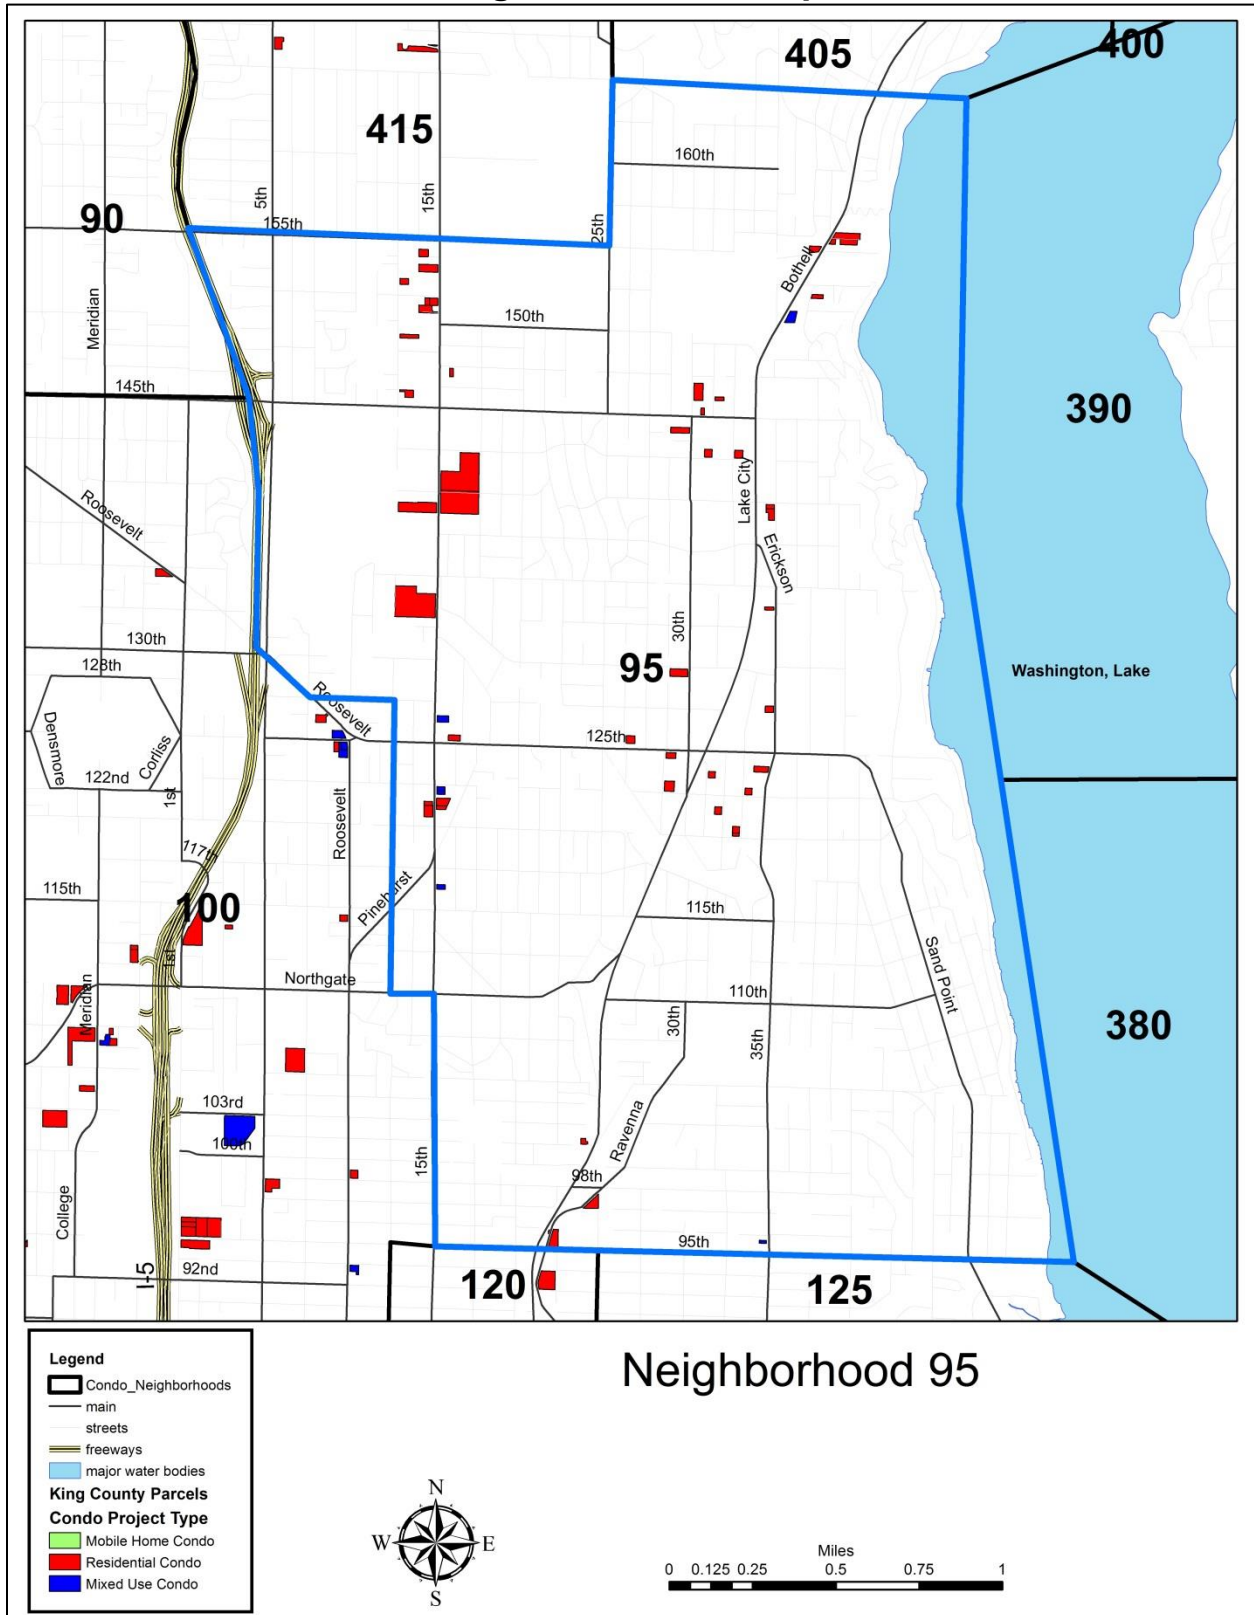 405
400
415
160th
5th
15th
90
155th
25th
Bothell
Meridian
150th
145th
390
Roosevelt
Lake City
Erickson
30th
130th
128th
95
Washington, Lake
Roosevelt
Densmore
Corliss
125th
122nd
1st
Roosevelt
117th
115th
Pinehurst
100
115th
Sand Point
1st
Northgate
Meridian
110th
30th
35th
380
103rd
100th
Ravenna
15th
98th
College
95th
I-5
92nd
120
125
Neighborhood 95
Legend
Condo_Neighborhoods
main
streets
freeways
major water bodies
King County Parcels
Condo Project Type
Mobile Home Condo
Residential Condo
Mixed Use Condo
N
W E
S
Miles
0 0.125 0.25 0.5 0.75 1